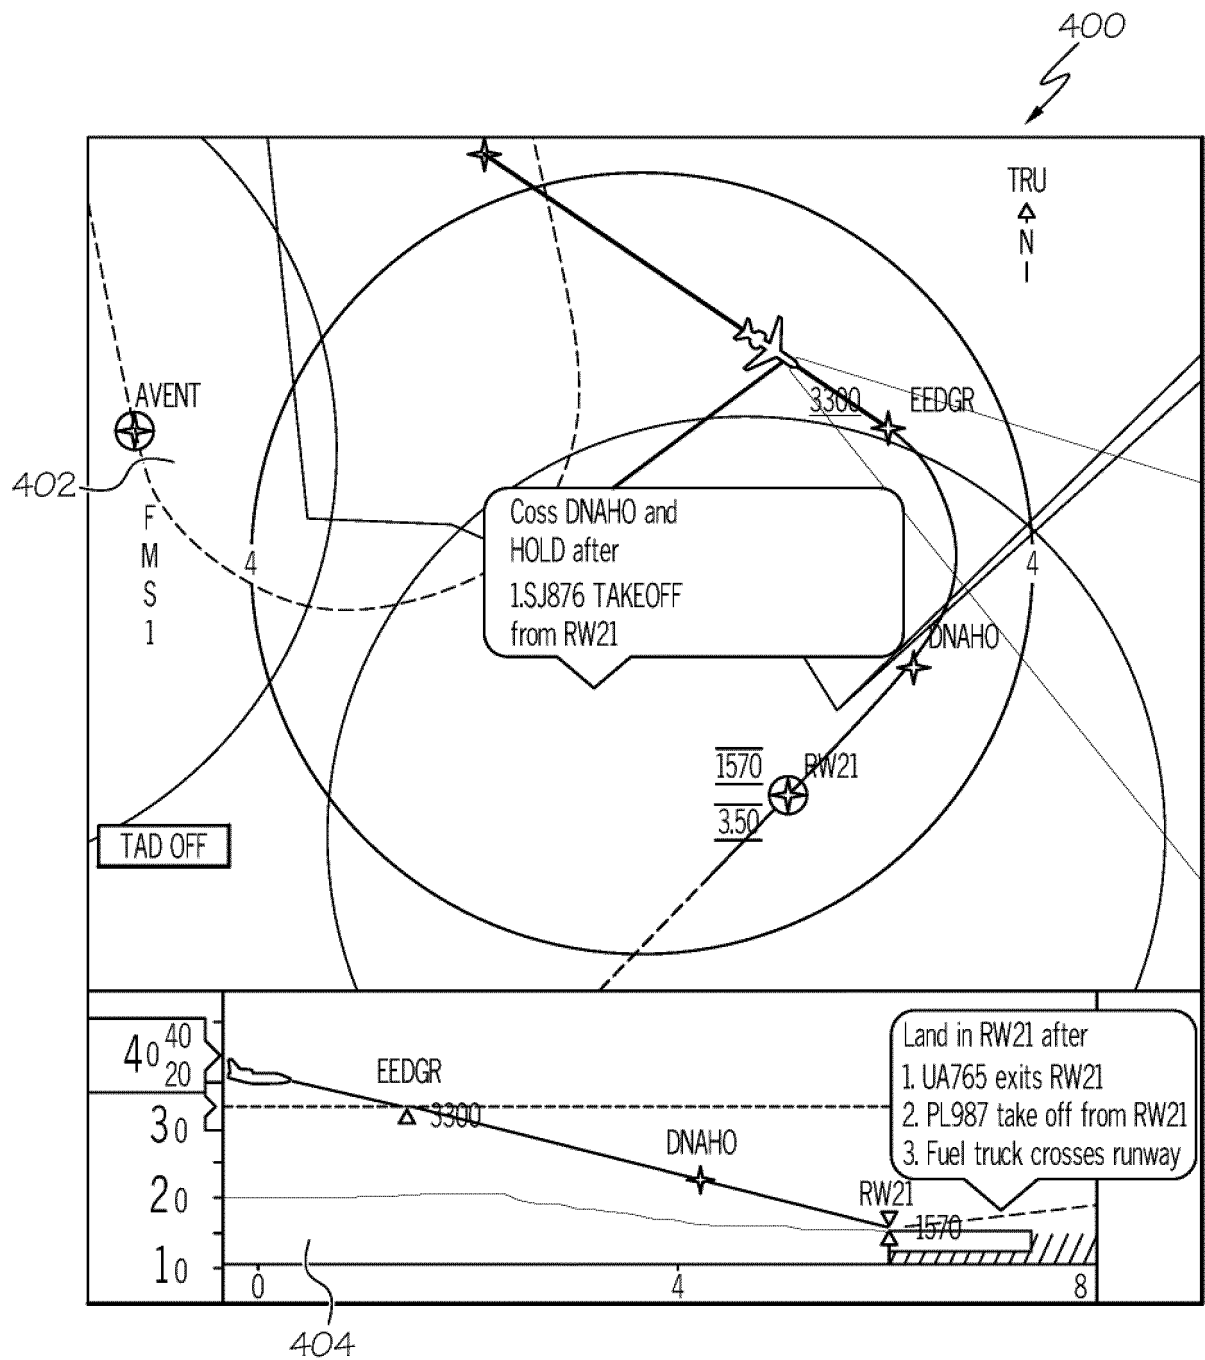 400
TRU
N
AVENT
3300
EEDGR
402
F
M
S
1
4
4
Coss DNAHO and
HOLD after
1.SJ876 TAKEOFF
from RW21
DNAHO
1570
RW21
3.50
TAD OFF
40 40
20
30
20
10
EEDGR
3300
DNAHO
RW21
1570
Land in RW21 after
1. UA765 exits RW21
2. PL987 take off from RW21
3. Fuel truck crosses runway
0
4
8
404